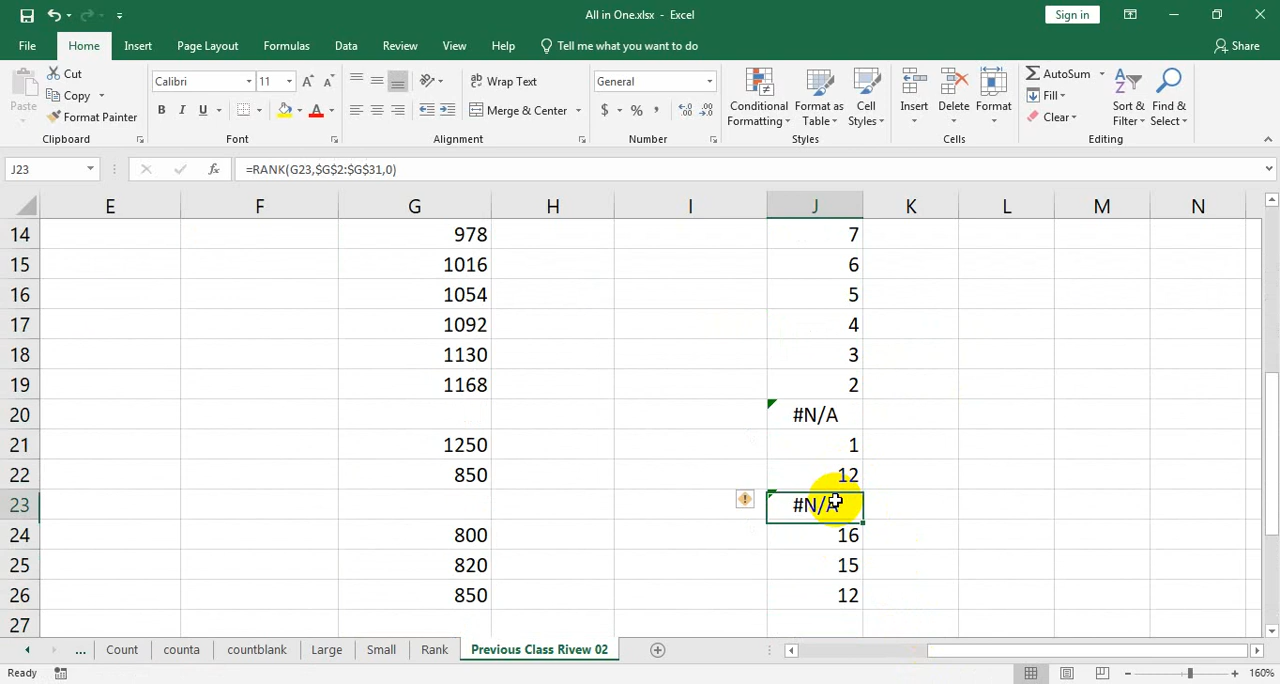 All in One.xlsx - Excel
Sign in
File Home Insert Page Layout Formulas Data Review View Help Tell me what you want to do Share
Paste Cut Copy Format Painter
Calibri 11
B I U A
Wrap Text
Merge & Center
General
$ % ,
Conditional Formatting
Format as Table
Cell Styles
Insert Delete Format
AutoSum
Fill
Clear
Sort & Filter
Find & Select
Clipboard Font Alignment Number Styles Cells Editing
J23 fx =RANK(G23,$G$2:$G$31,0)
E F G H I J K L M N
14 978 7
15 1016 6
16 1054 5
17 1092 4
18 1130 3
19 1168 2
20 #N/A
21 1250 1
22 850 12
23 #N/A
24 800 16
25 820 15
26 850 12
27
... Count counta countblank Large Small Rank Previous Class Rivew 02
Ready 160%